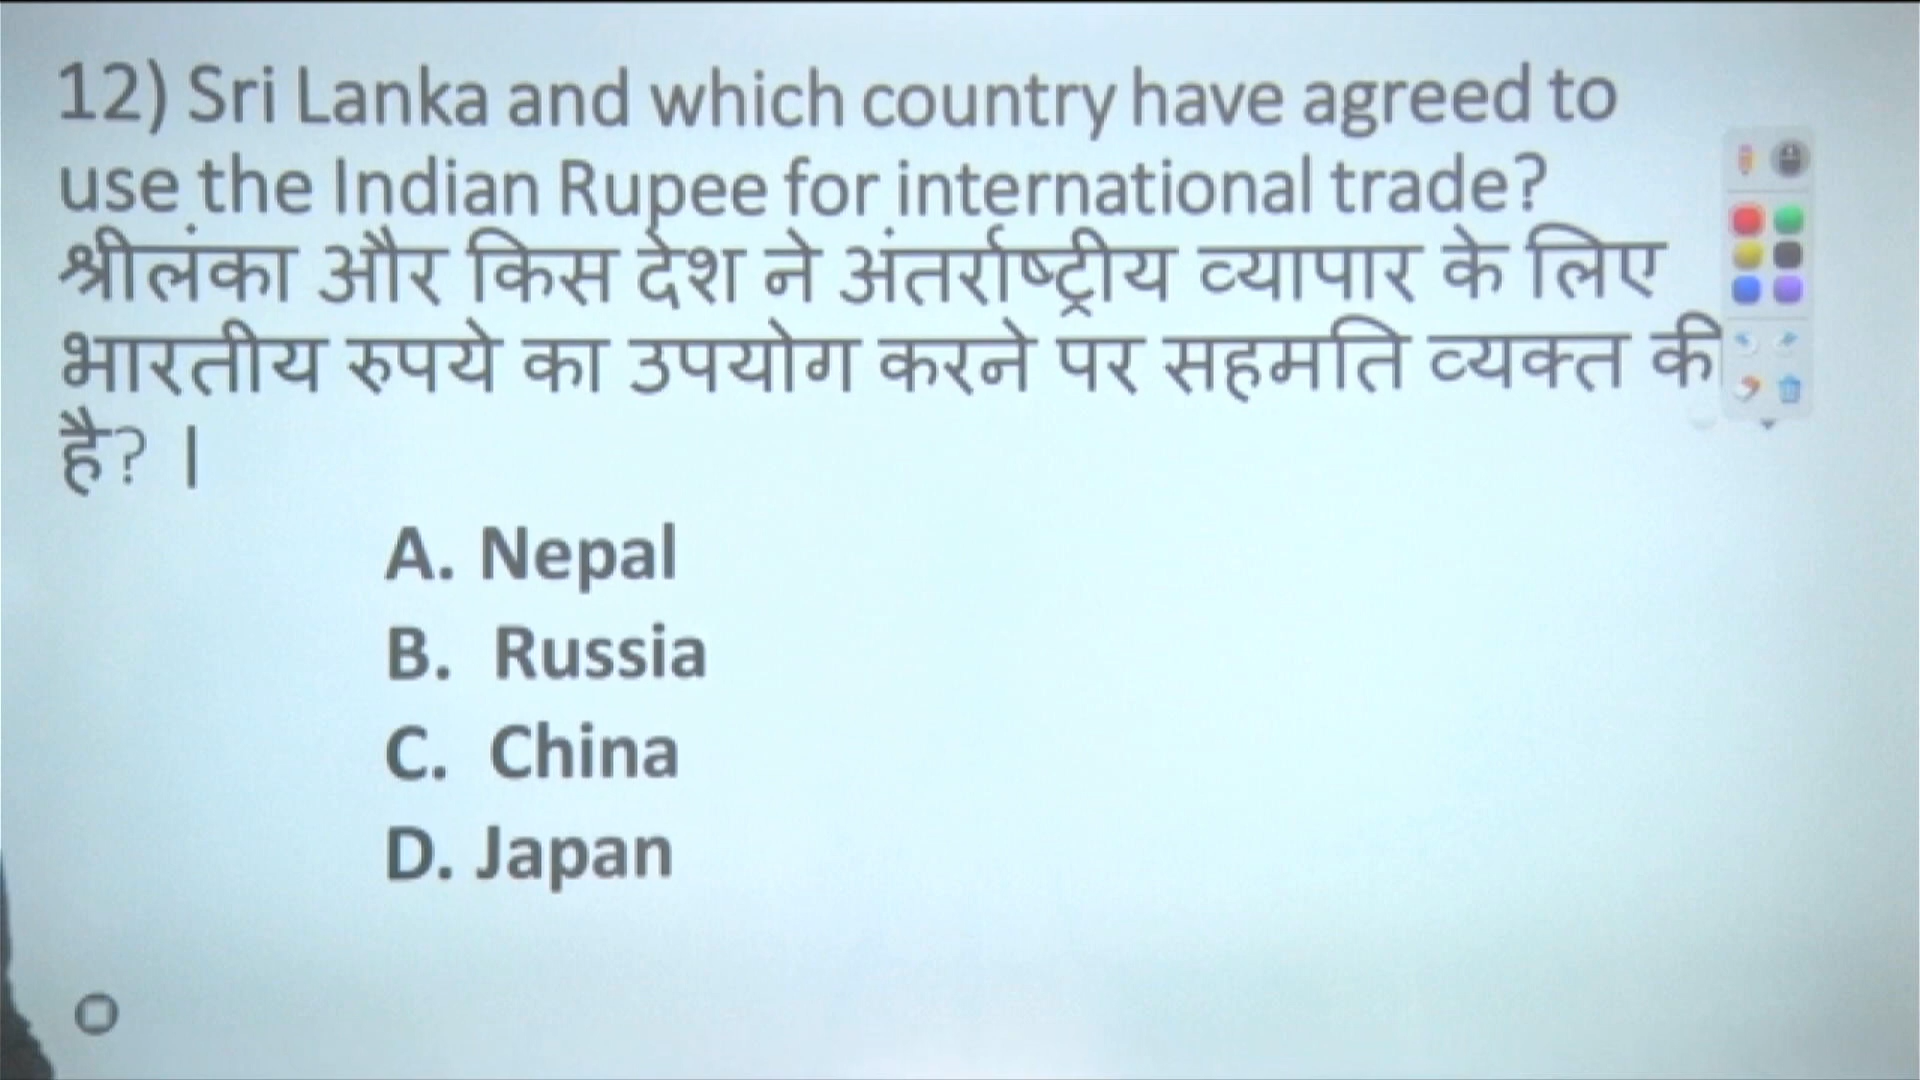 12) Sri Lanka and which country have agreed to
use the Indian Rupee for international trade?
श्रीलंका और किस देश ने अंतर्राष्ट्रीय व्यापार के लिए
भारतीय रुपये का उपयोग करने पर सहमति व्यक्त की
है? |
A. Nepal
B. Russia
C. China
D. Japan